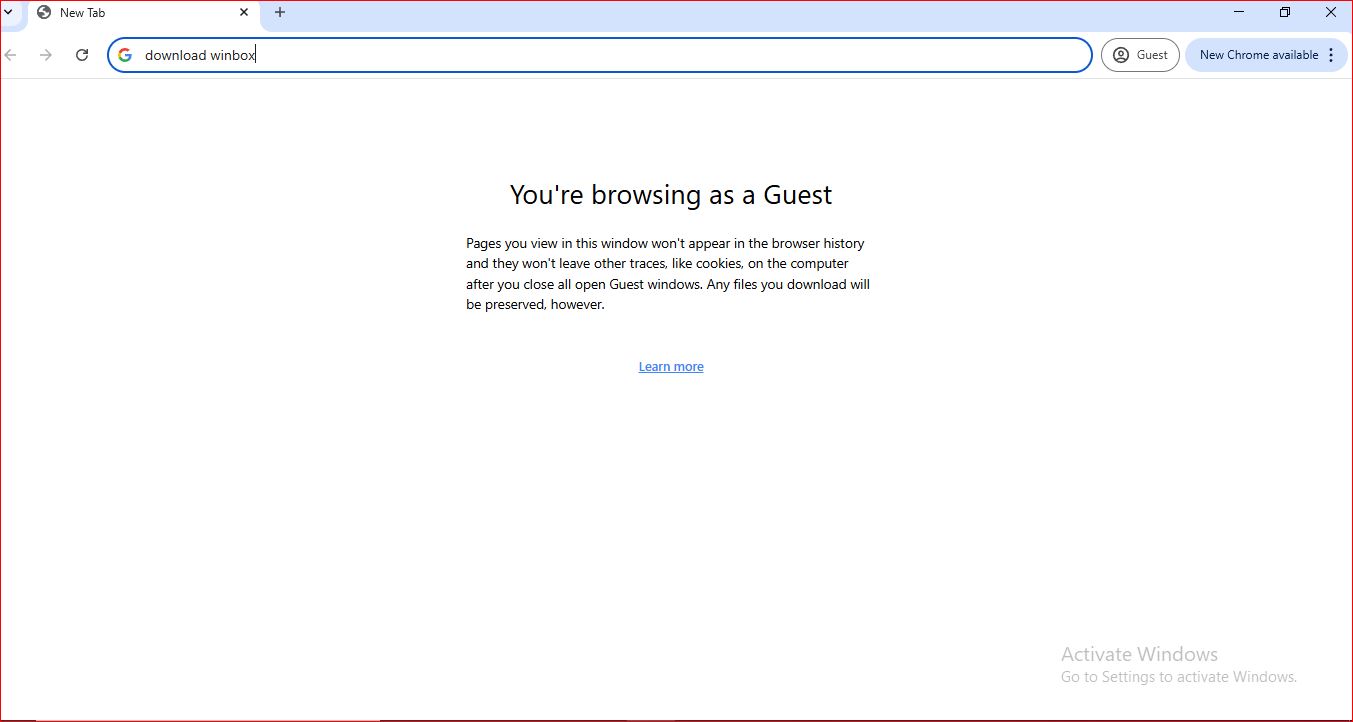 New Tab
download winbox
Guest
New Chrome available
You're browsing as a Guest
Pages you view in this window won't appear in the browser history
and they won't leave other traces, like cookies, on the computer
after you close all open Guest windows. Any files you download will
be preserved, however.
Learn more
Activate Windows
Go to Settings to activate Windows.